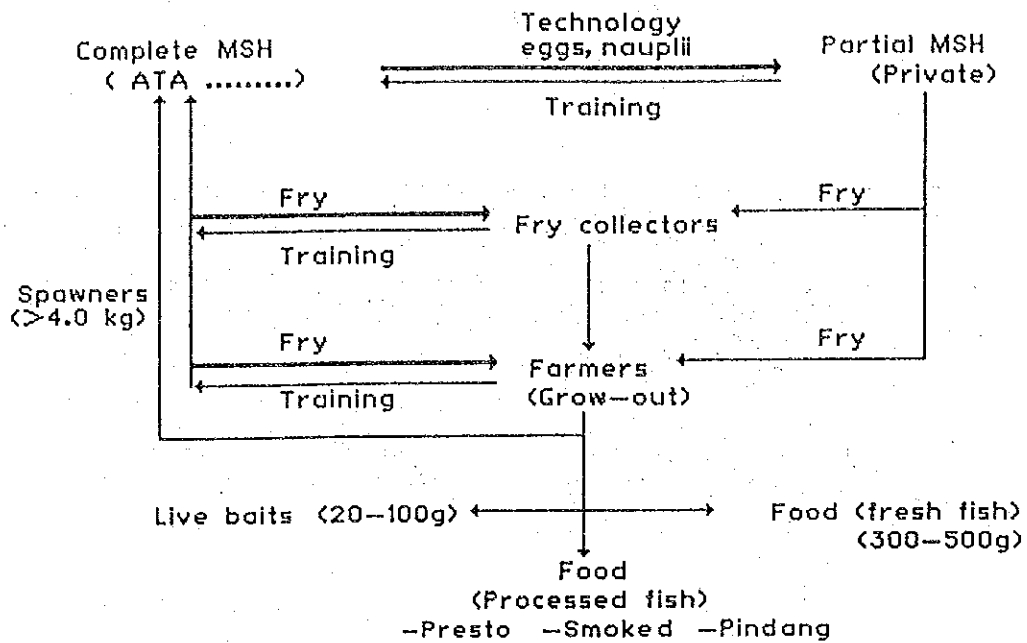 Technology
eggs, nauplii
Complete MSH
( ATA ......... )
Partial MSH
(Private)
Training
Fry
Fry
Fry collectors
Training
Spawners
(>4.0 kg)
Fry
Fry
Farmers
(Grow-out)
Training
Live baits (20-100g)
Food (fresh fish)
(300-500g)
Food
(Processed fish)
-Presto -Smoked -Pindang